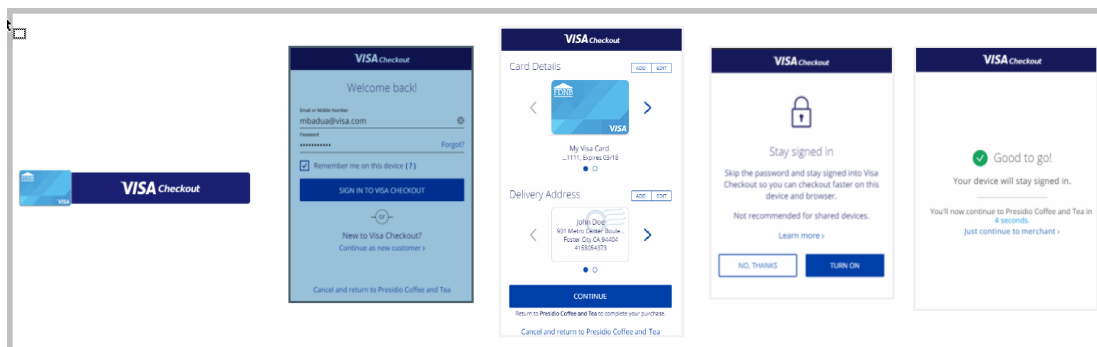 FDNB
VISA
VISA Checkout
VISA Checkout
Welcome back!
Email or Mobile Number
mbadua@visa.com
Password
Forgot?
Remember me on this device (?)
SIGN IN TO VISA CHECKOUT
or
New to Visa Checkout?
Continue as new customer ›
Cancel and return to Presidio Coffee and Tea
VISA Checkout
Card Details
ADD EDIT
FDNB
VISA
My Visa Card
...1111, Expires 03/18
Delivery Address
ADD EDIT
John Doe
901 Metro Center Boule...
Foster City CA 94404
4158054373
CONTINUE
Return to Presidio Coffee and Tea to complete your purchase.
Cancel and return to Presidio Coffee and Tea
VISA Checkout
Stay signed in
Skip the password and stay signed into Visa
Checkout so you can checkout faster on this
device and browser.
Not recommended for shared devices.
Learn more ›
NO, THANKS
TURN ON
VISA Checkout
Good to go!
Your device will stay signed in.
You'll now continue to Presidio Coffee and Tea in
4 seconds.
Just continue to merchant ›